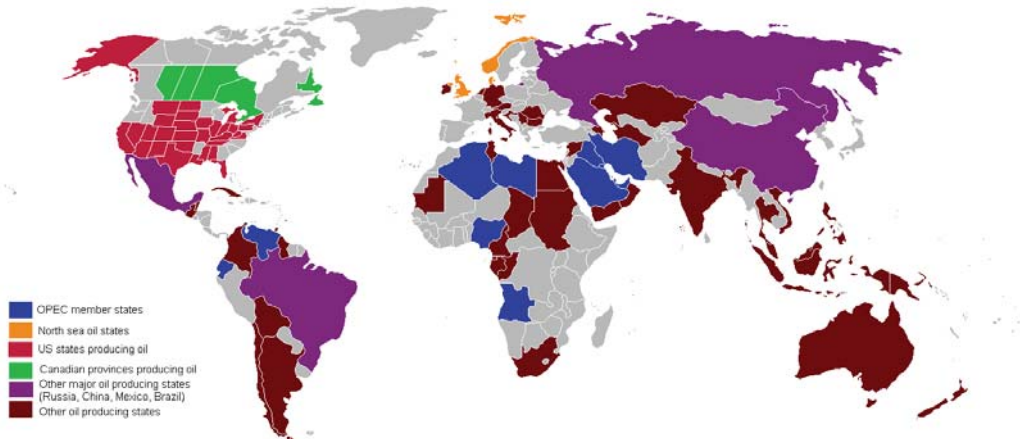 OPEC member states
North sea oil states
US states producing oil
Canadian provinces producing oil
Other major oil producing states
(Russia, China, Mexico, Brazil)
Other oil producing states